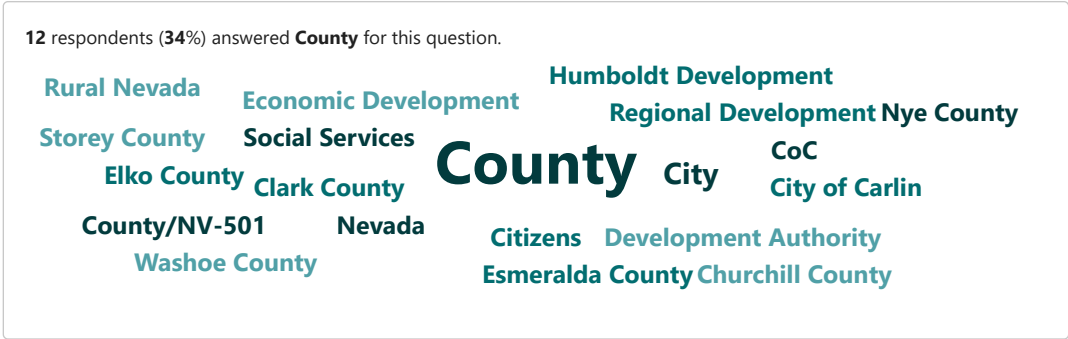 12 respondents (34%) answered County for this question.
Humboldt Development
Rural Nevada
Economic Development
Regional Development
Nye County
Storey County
Social Services
County
City
CoC
Elko County
Clark County
City of Carlin
County/NV-501
Nevada
Citizens
Development Authority
Washoe County
Esmeralda County
Churchill County